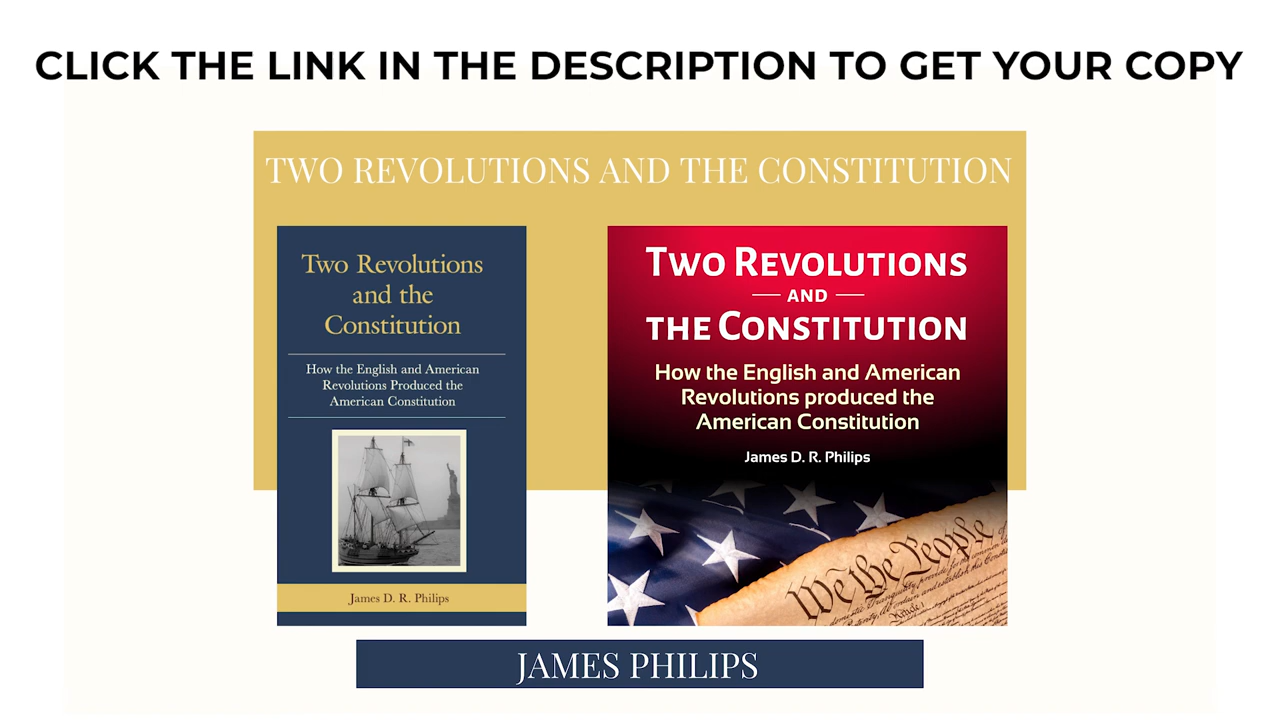 CLICK THE LINK IN THE DESCRIPTION TO GET YOUR COPY
TWO REVOLUTIONS AND THE CONSTITUTION
Two Revolutions
and the
Constitution
How the English and American
Revolutions Produced the
American Constitution
James D. R. Philips
TWO REVOLUTIONS
AND
THE CONSTITUTION
How the English and American
Revolutions produced the
American Constitution
James D. R. Philips
We the People
Article
JAMES PHILIPS